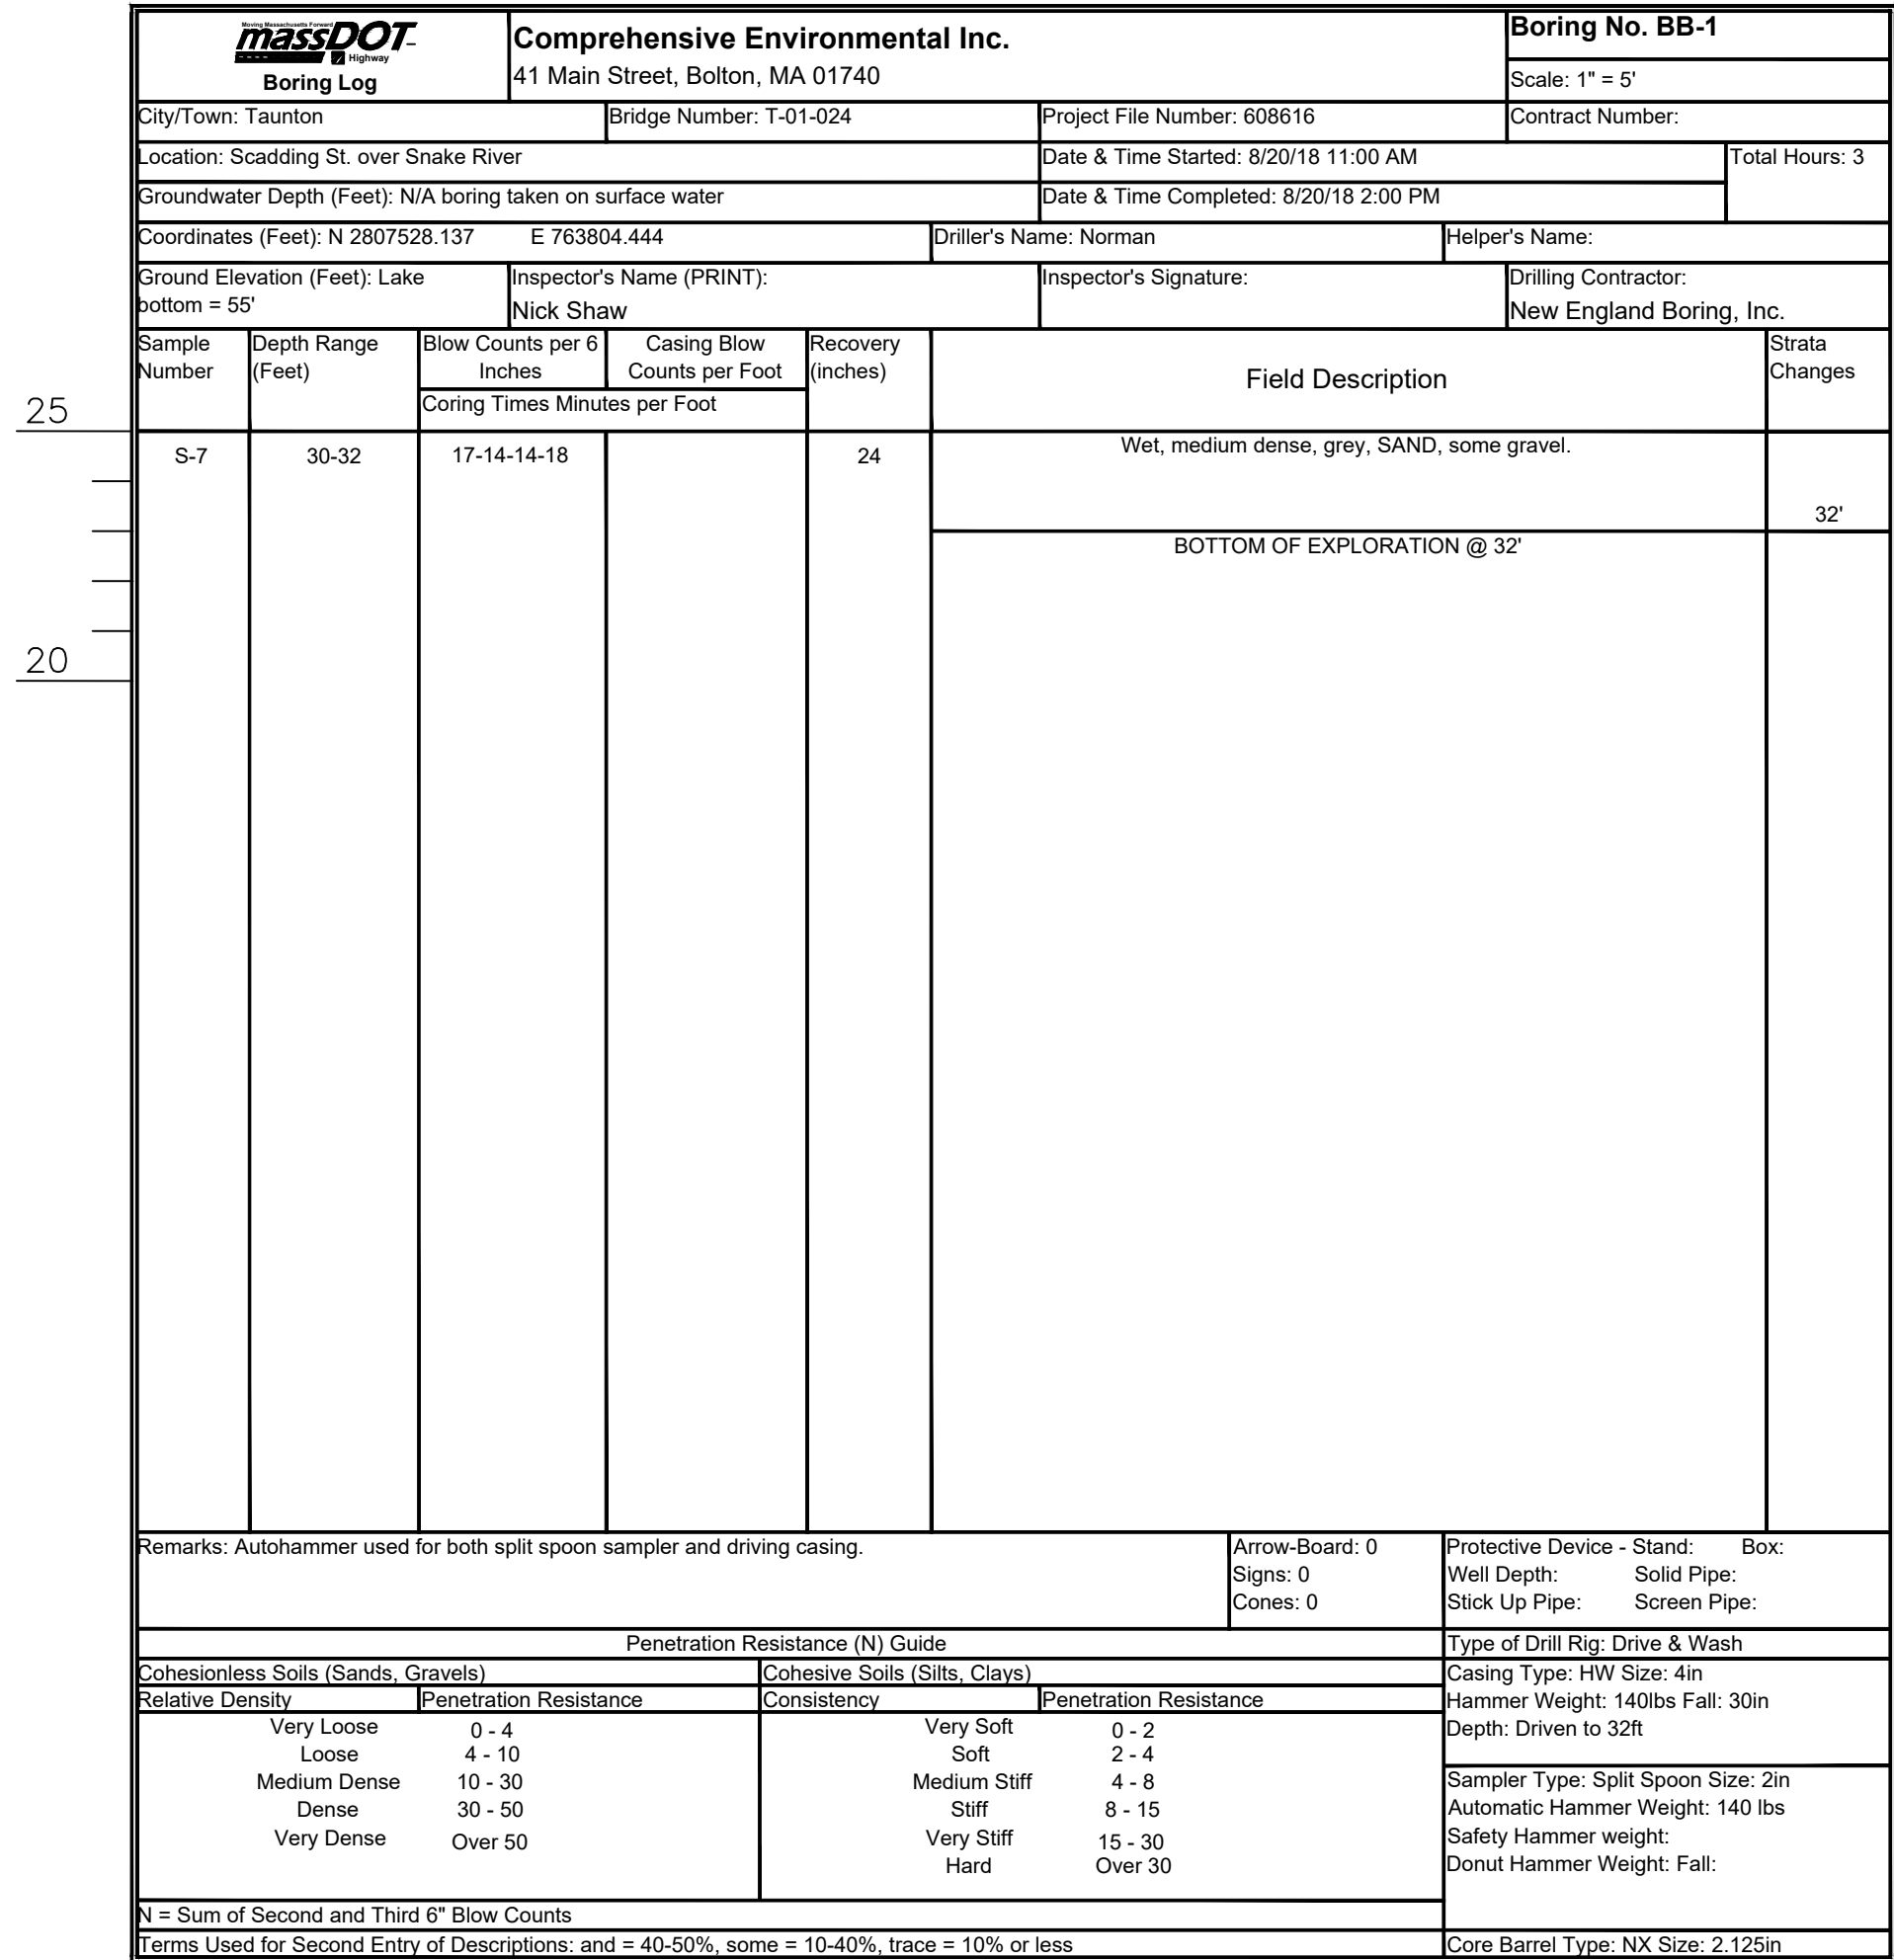 Moving Massachusetts Forward
massDOT
Highway
Boring Log
Comprehensive Environmental Inc.
41 Main Street, Bolton, MA 01740
Boring No. BB-1
Scale: 1" = 5'
City/Town: Taunton
Bridge Number: T-01-024
Project File Number: 608616
Contract Number:
Location: Scadding St. over Snake River
Date & Time Started: 8/20/18 11:00 AM
Total Hours: 3
Groundwater Depth (Feet): N/A boring taken on surface water
Date & Time Completed: 8/20/18 2:00 PM
Coordinates (Feet): N 2807528.137 E 763804.444
Driller's Name: Norman
Helper's Name:
Ground Elevation (Feet): Lake
bottom = 55'
Inspector's Name (PRINT):
Nick Shaw
Inspector's Signature:
Drilling Contractor:
New England Boring, Inc.
Sample
Number
Depth Range
(Feet)
Blow Counts per 6
Inches
Casing Blow
Counts per Foot
Coring Times Minutes per Foot
Recovery
(inches)
Field Description
Strata
Changes
25
S-7
30-32
17-14-14-18
24
Wet, medium dense, grey, SAND, some gravel.
32'
BOTTOM OF EXPLORATION @ 32'
20
Remarks: Autohammer used for both split spoon sampler and driving casing.
Arrow-Board: 0
Signs: 0
Cones: 0
Protective Device - Stand: Box:
Well Depth: Solid Pipe:
Stick Up Pipe: Screen Pipe:
Penetration Resistance (N) Guide
Type of Drill Rig: Drive & Wash
Cohesionless Soils (Sands, Gravels)
Cohesive Soils (Silts, Clays)
Relative Density
Penetration Resistance
Consistency
Penetration Resistance
Very Loose 0 - 4
Loose 4 - 10
Medium Dense 10 - 30
Dense 30 - 50
Very Dense Over 50
Very Soft 0 - 2
Soft 2 - 4
Medium Stiff 4 - 8
Stiff 8 - 15
Very Stiff 15 - 30
Hard Over 30
Casing Type: HW Size: 4in
Hammer Weight: 140lbs Fall: 30in
Depth: Driven to 32ft
Sampler Type: Split Spoon Size: 2in
Automatic Hammer Weight: 140 lbs
Safety Hammer weight:
Donut Hammer Weight: Fall:
N = Sum of Second and Third 6" Blow Counts
Terms Used for Second Entry of Descriptions: and = 40-50%, some = 10-40%, trace = 10% or less
Core Barrel Type: NX Size: 2.125in